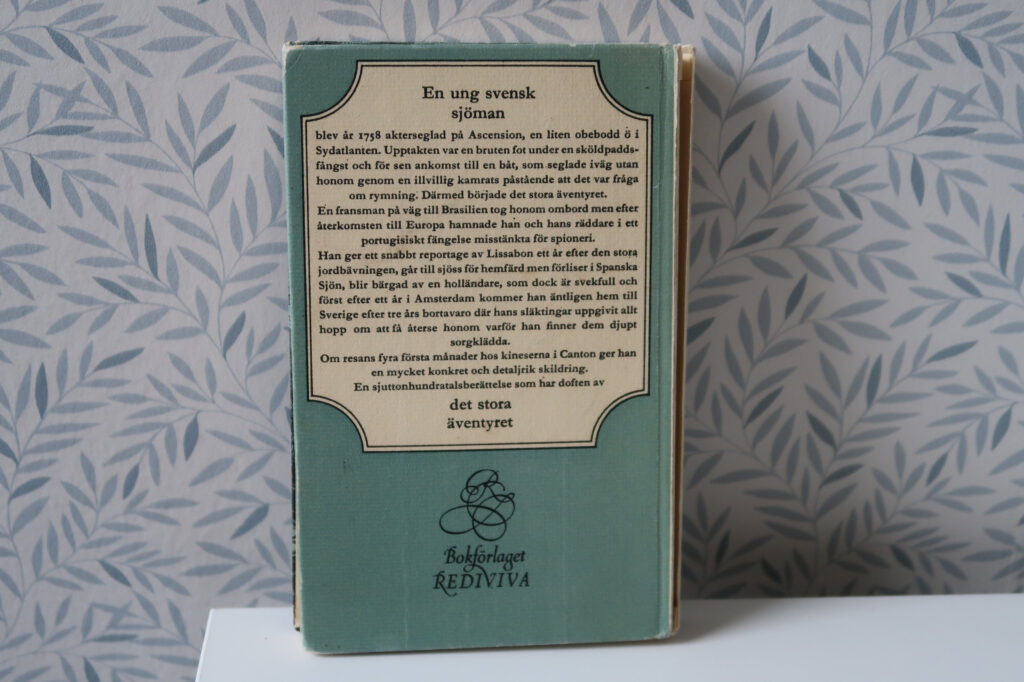 En ung svensk
sjöman
blev år 1758 akterseglad på Ascension, en liten obebodd ö i
Sydatlanten. Upptakten var en bruten fot under en sköldpadds-
fångst och för sen ankomst till en båt, som seglade iväg utan
honom genom en illvillig kamrats påstående att det var fråga
om rymning. Därmed började det stora äventyret.
En fransman på väg till Brasilien tog honom ombord men efter
återkomsten till Europa hamnade han och hans räddare i ett
portugisiskt fängelse misstänkta för spioneri.
Han ger ett snabbt reportage av Lissabon ett år efter den stora
jordbävningen, går till sjöss för hemfärd men förliser i Spanska
Sjön, blir bärgad av en holländare, som dock är svekfull och
först efter ett år i Amsterdam kommer han äntligen hem till
Sverige efter tre års bortavaro där hans släktingar uppgivit allt
hopp om att få återse honom varför han finner dem djupt
sorgklädda.
Om resans fyra första månader hos kineserna i Canton ger han
en mycket konkret och detaljrik skildring.
En sjuttonhundratalsberättelse som har doften av
det stora
äventyret
Bokförlaget
REDIVIVA